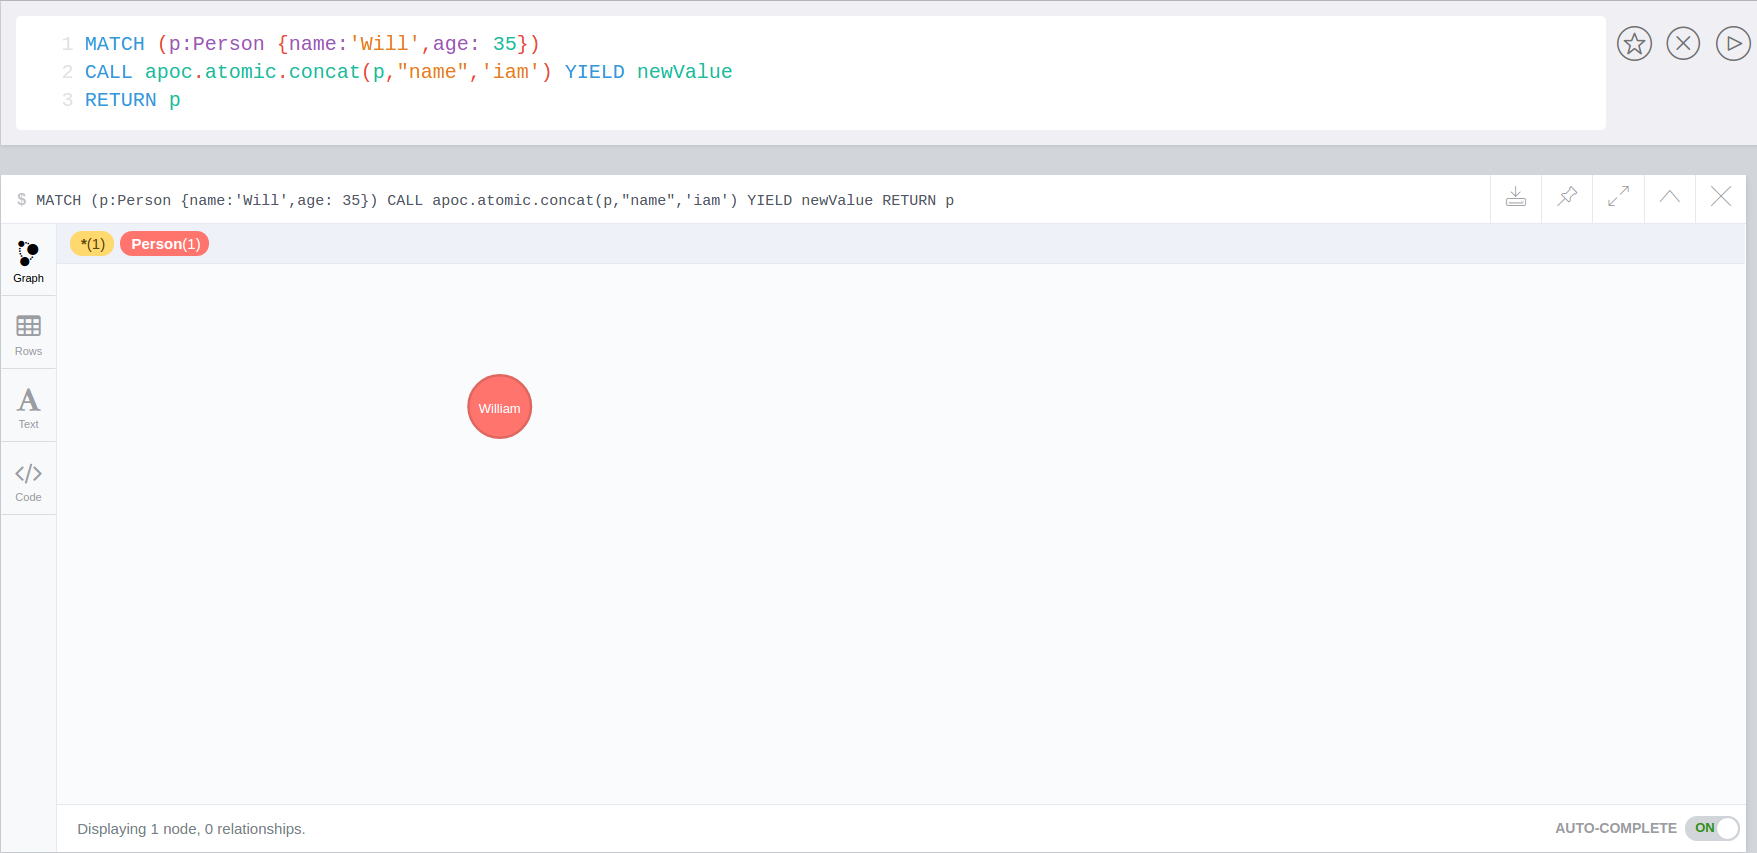 1 MATCH (p:Person {name:'Will',age: 35})
2 CALL apoc.atomic.concat(p,"name",'iam') YIELD newValue
3 RETURN p
$ MATCH (p:Person {name:'Will',age: 35}) CALL apoc.atomic.concat(p,"name",'iam') YIELD newValue RETURN p
*(1) Person(1)
Graph
Rows
A
Text
</>
Code
William
Displaying 1 node, 0 relationships.
AUTO-COMPLETE ON